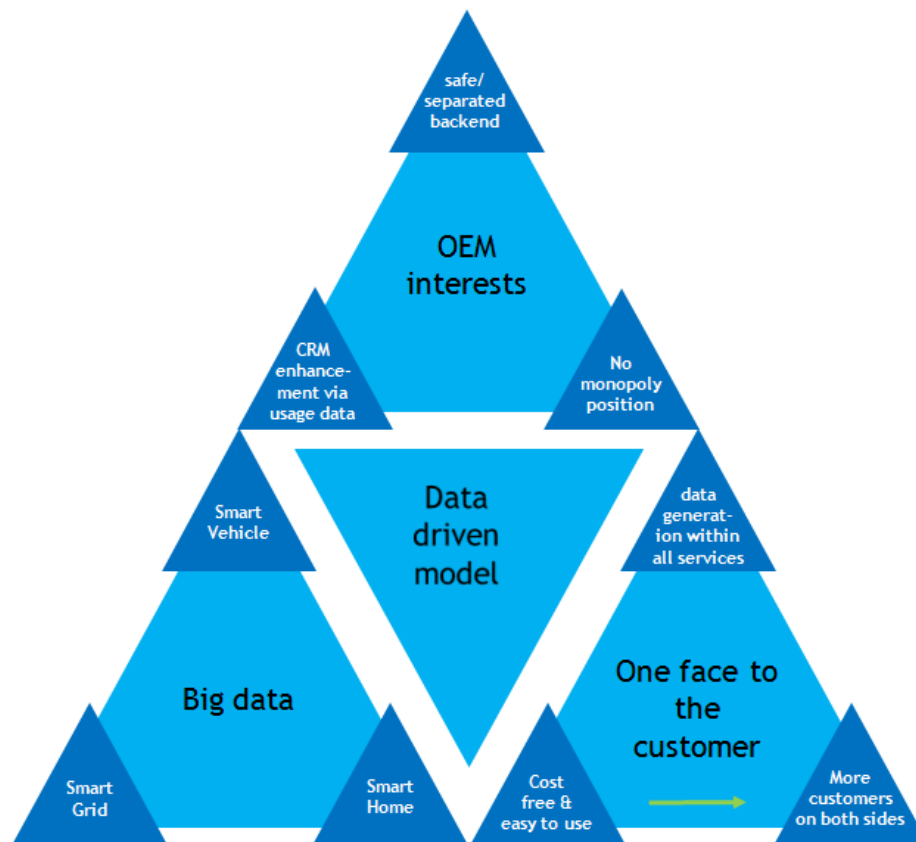 safe/
separated
backend
OEM
interests
CRM
enhance-
ment via
usage data
No
monopoly
position
Data
driven
model
Smart
Vehicle
data
generat-
ion within
all services
Big data
One face to
the
customer
Smart
Grid
Smart
Home
Cost
free &
easy to use
More
customers
on both sides